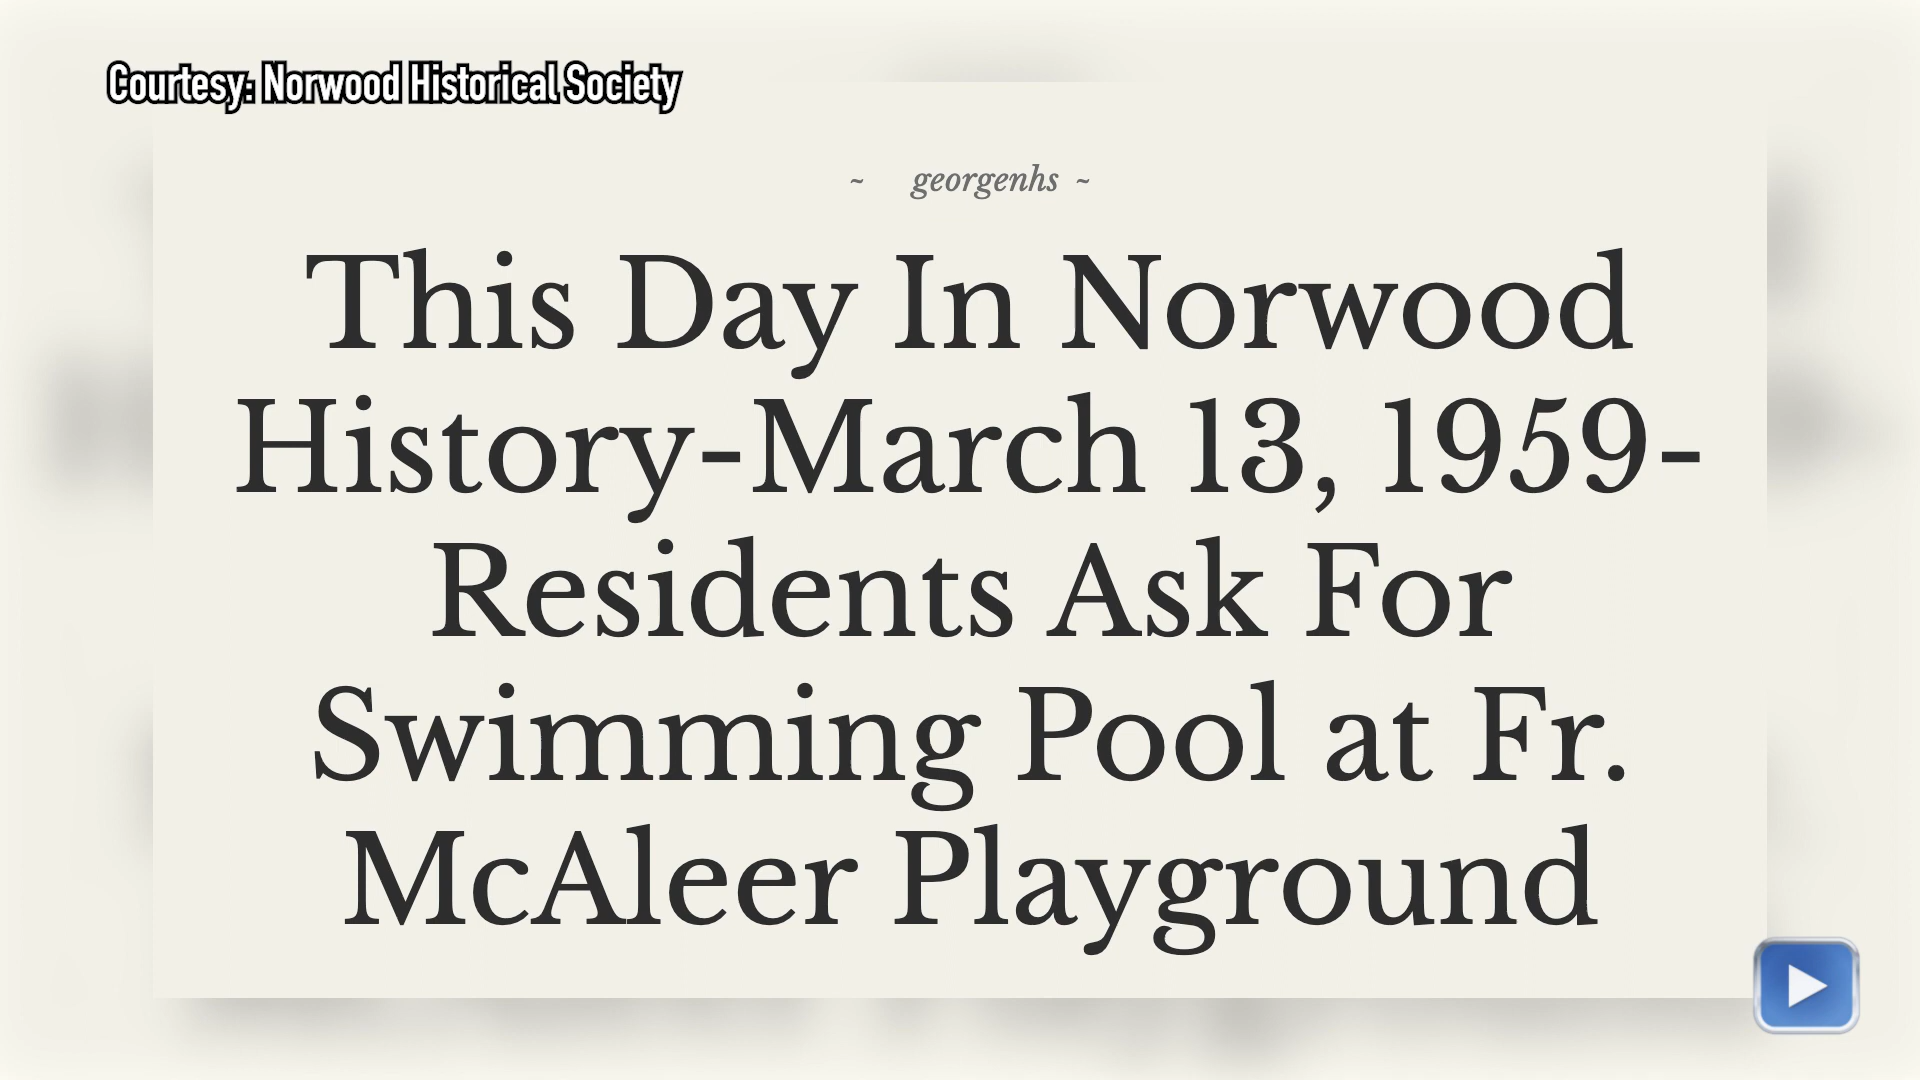 Courtesy: Norwood Historical Society
~ georgenhs ~
This Day In Norwood
History-March 13, 1959-
Residents Ask For
Swimming Pool at Fr.
McAleer Playground